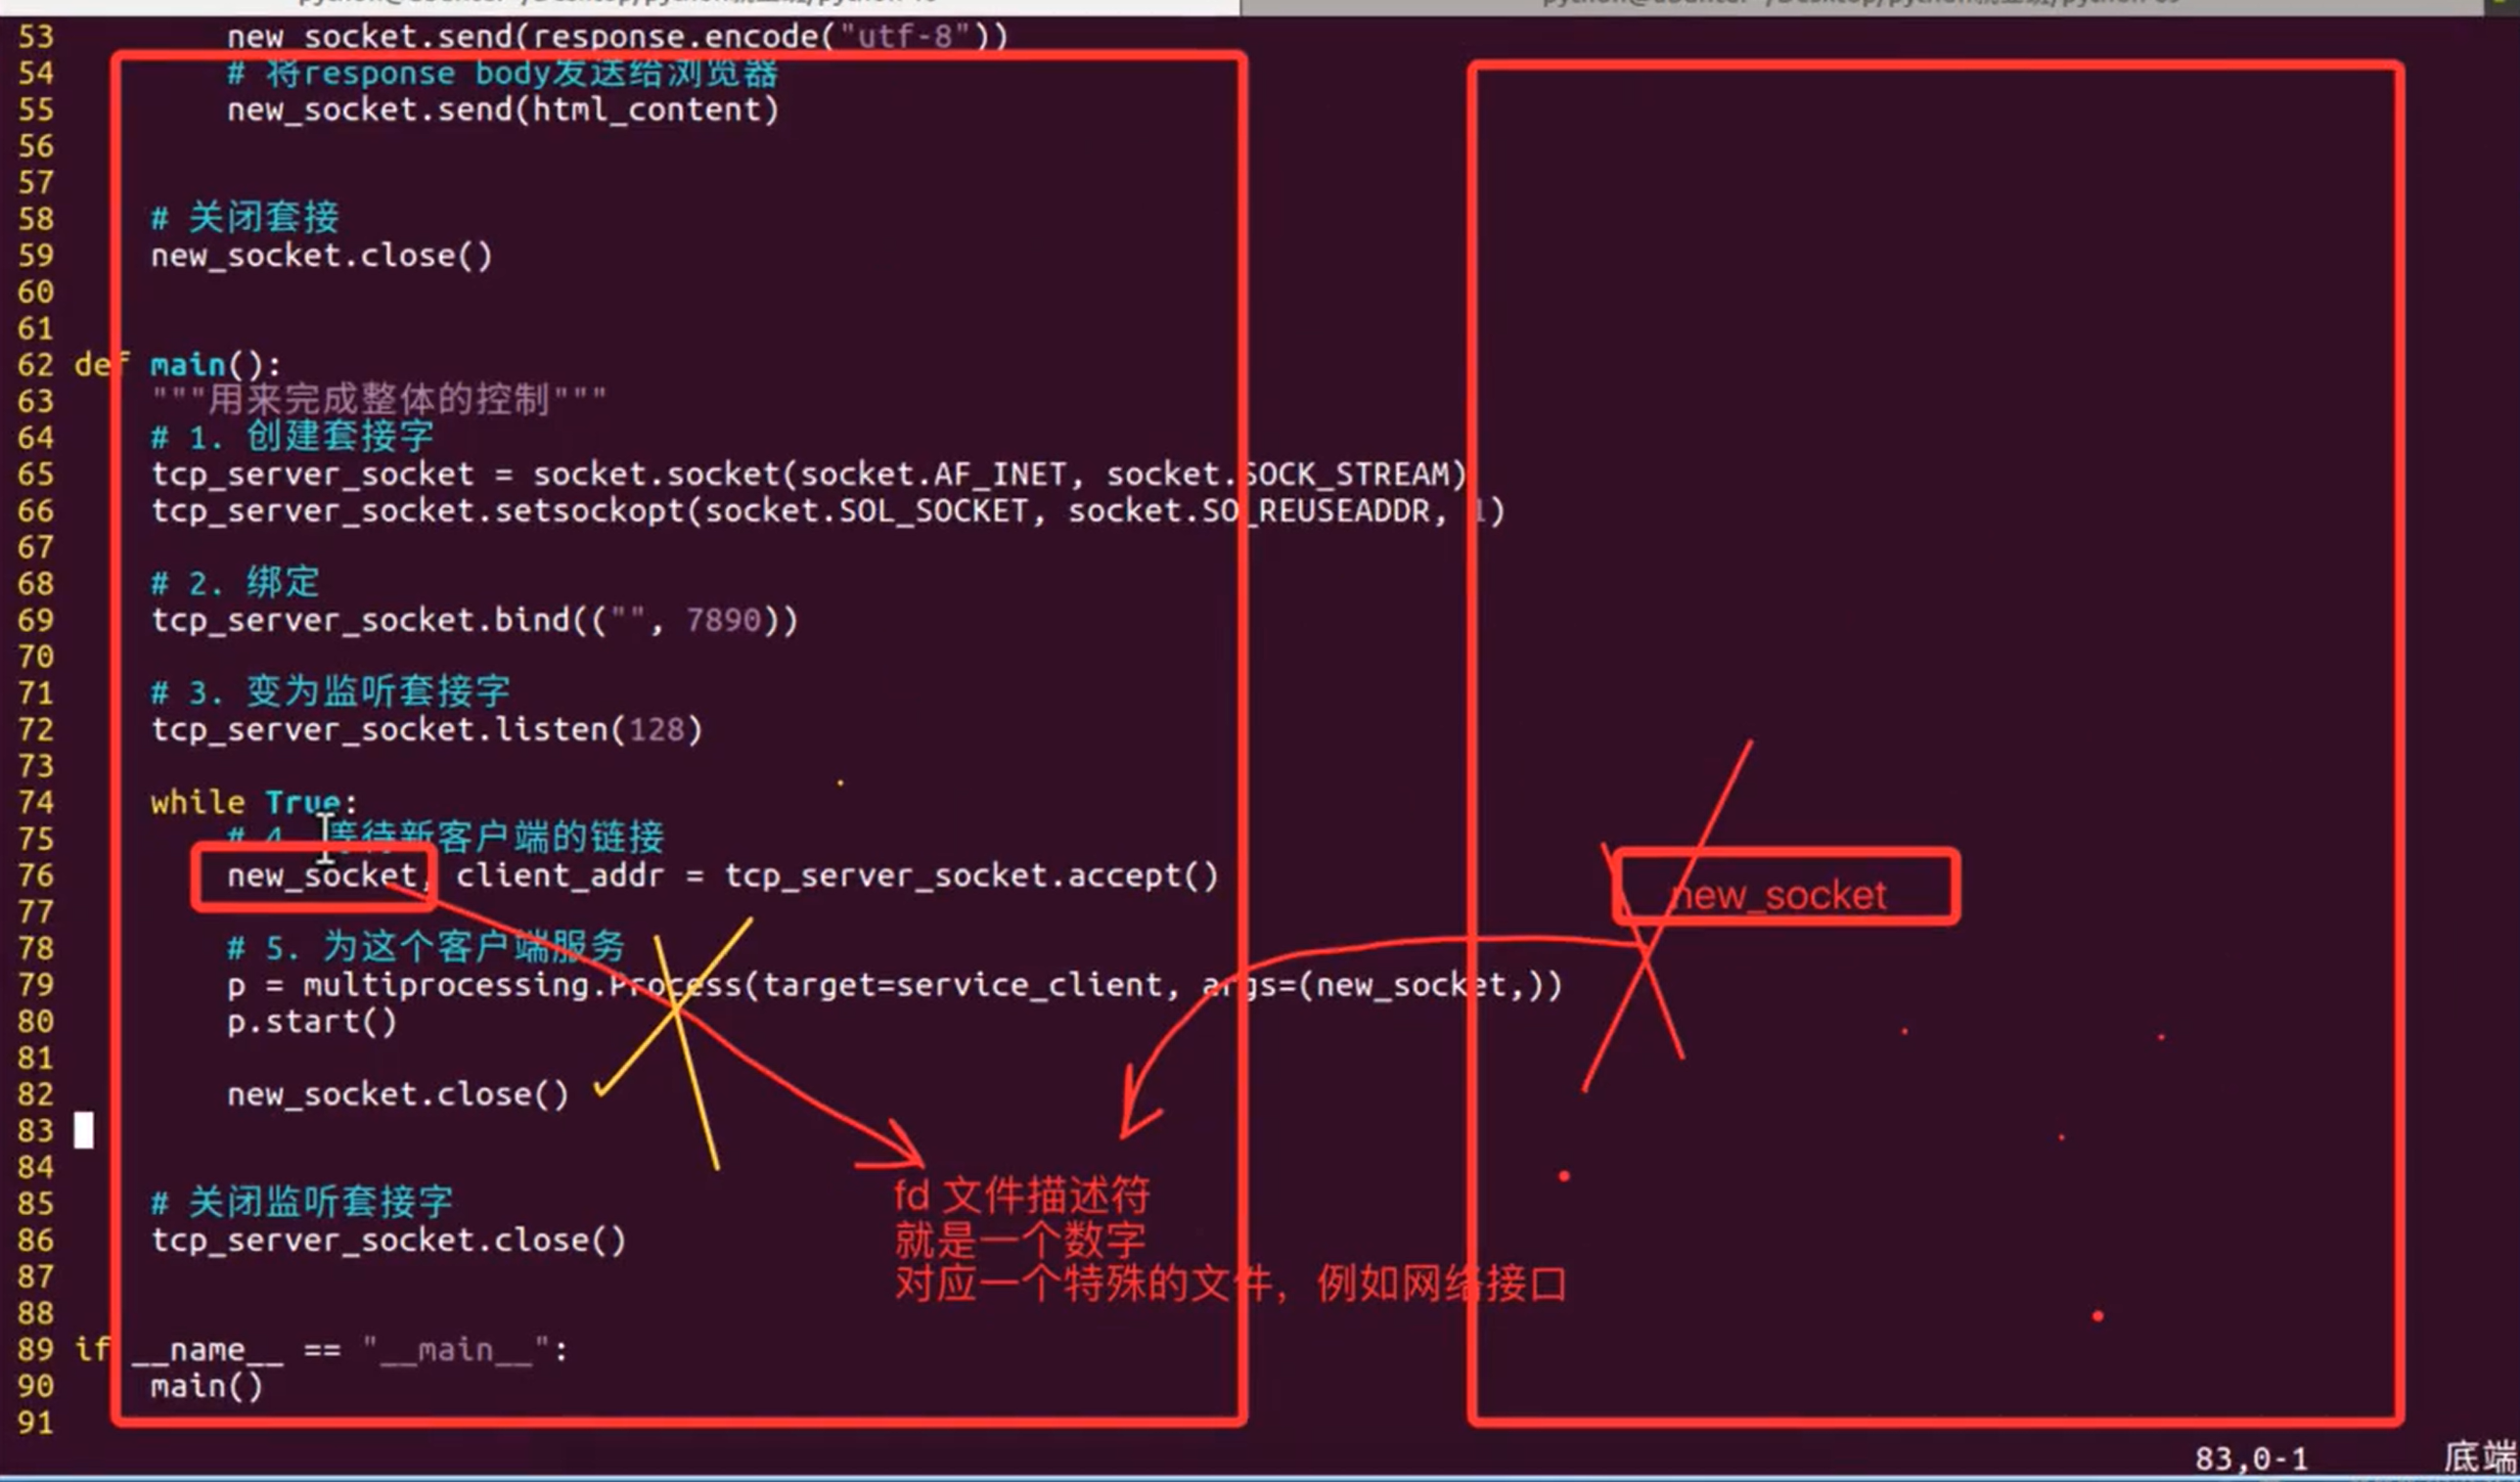 53 new_socket.send(response.encode("utf-8"))
54 # 将response body发送给浏览器
55 new_socket.send(html_content)
56
57
58 # 关闭套接
59 new_socket.close()
60
61
62 def main():
63 """用来完成整体的控制"""
64 # 1. 创建套接字
65 tcp_server_socket = socket.socket(socket.AF_INET, socket.SOCK_STREAM)
66 tcp_server_socket.setsockopt(socket.SOL_SOCKET, socket.SO_REUSEADDR, 1)
67
68 # 2. 绑定
69 tcp_server_socket.bind(("", 7890))
70
71 # 3. 变为监听套接字
72 tcp_server_socket.listen(128)
73
74 while True:
75 # 4. 等待新客户端的链接
76 new_socket, client_addr = tcp_server_socket.accept()
new_socket
77
78 # 5. 为这个客户端服务
79 p = multiprocessing.Process(target=service_client, args=(new_socket,))
80 p.start()
81
82 new_socket.close()
83
84
fd 文件描述符
就是一个数字
对应一个特殊的文件，例如网络接口
85 # 关闭监听套接字
86 tcp_server_socket.close()
87
88
89 if __name__ == "__main__":
90 main()
91
83,0-1 底端